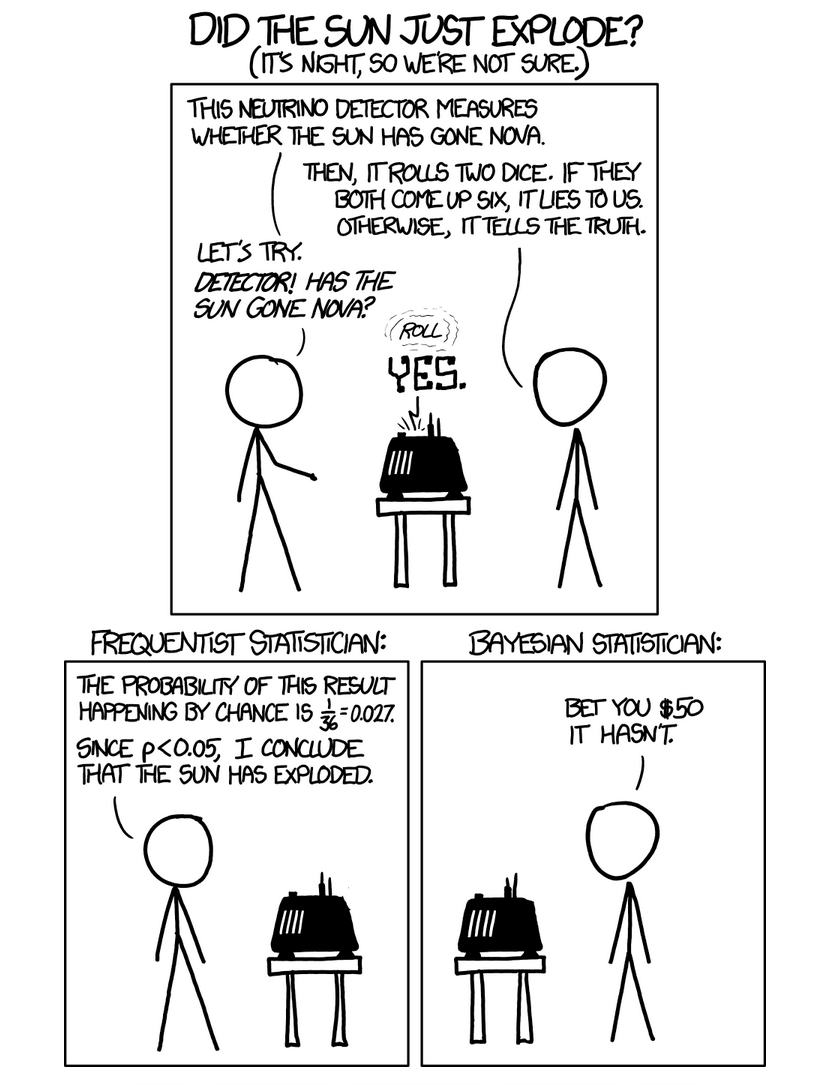 DID THE SUN JUST EXPLODE?
(IT'S NIGHT, SO WE'RE NOT SURE.)
THIS NEUTRINO DETECTOR MEASURES
WHETHER THE SUN HAS GONE NOVA.
THEN, IT ROLLS TWO DICE. IF THEY
BOTH COME UP SIX, IT LIES TO US.
OTHERWISE, IT TELLS THE TRUTH.
LET'S TRY.
DETECTOR! HAS THE
SUN GONE NOVA?
(ROLL)
YES.
FREQUENTIST STATISTICIAN:
THE PROBABILITY OF THIS RESULT
HAPPENING BY CHANCE IS 1/36=0.027.
SINCE p<0.05, I CONCLUDE
THAT THE SUN HAS EXPLODED.
BAYESIAN STATISTICIAN:
BET YOU $50
IT HASN'T.